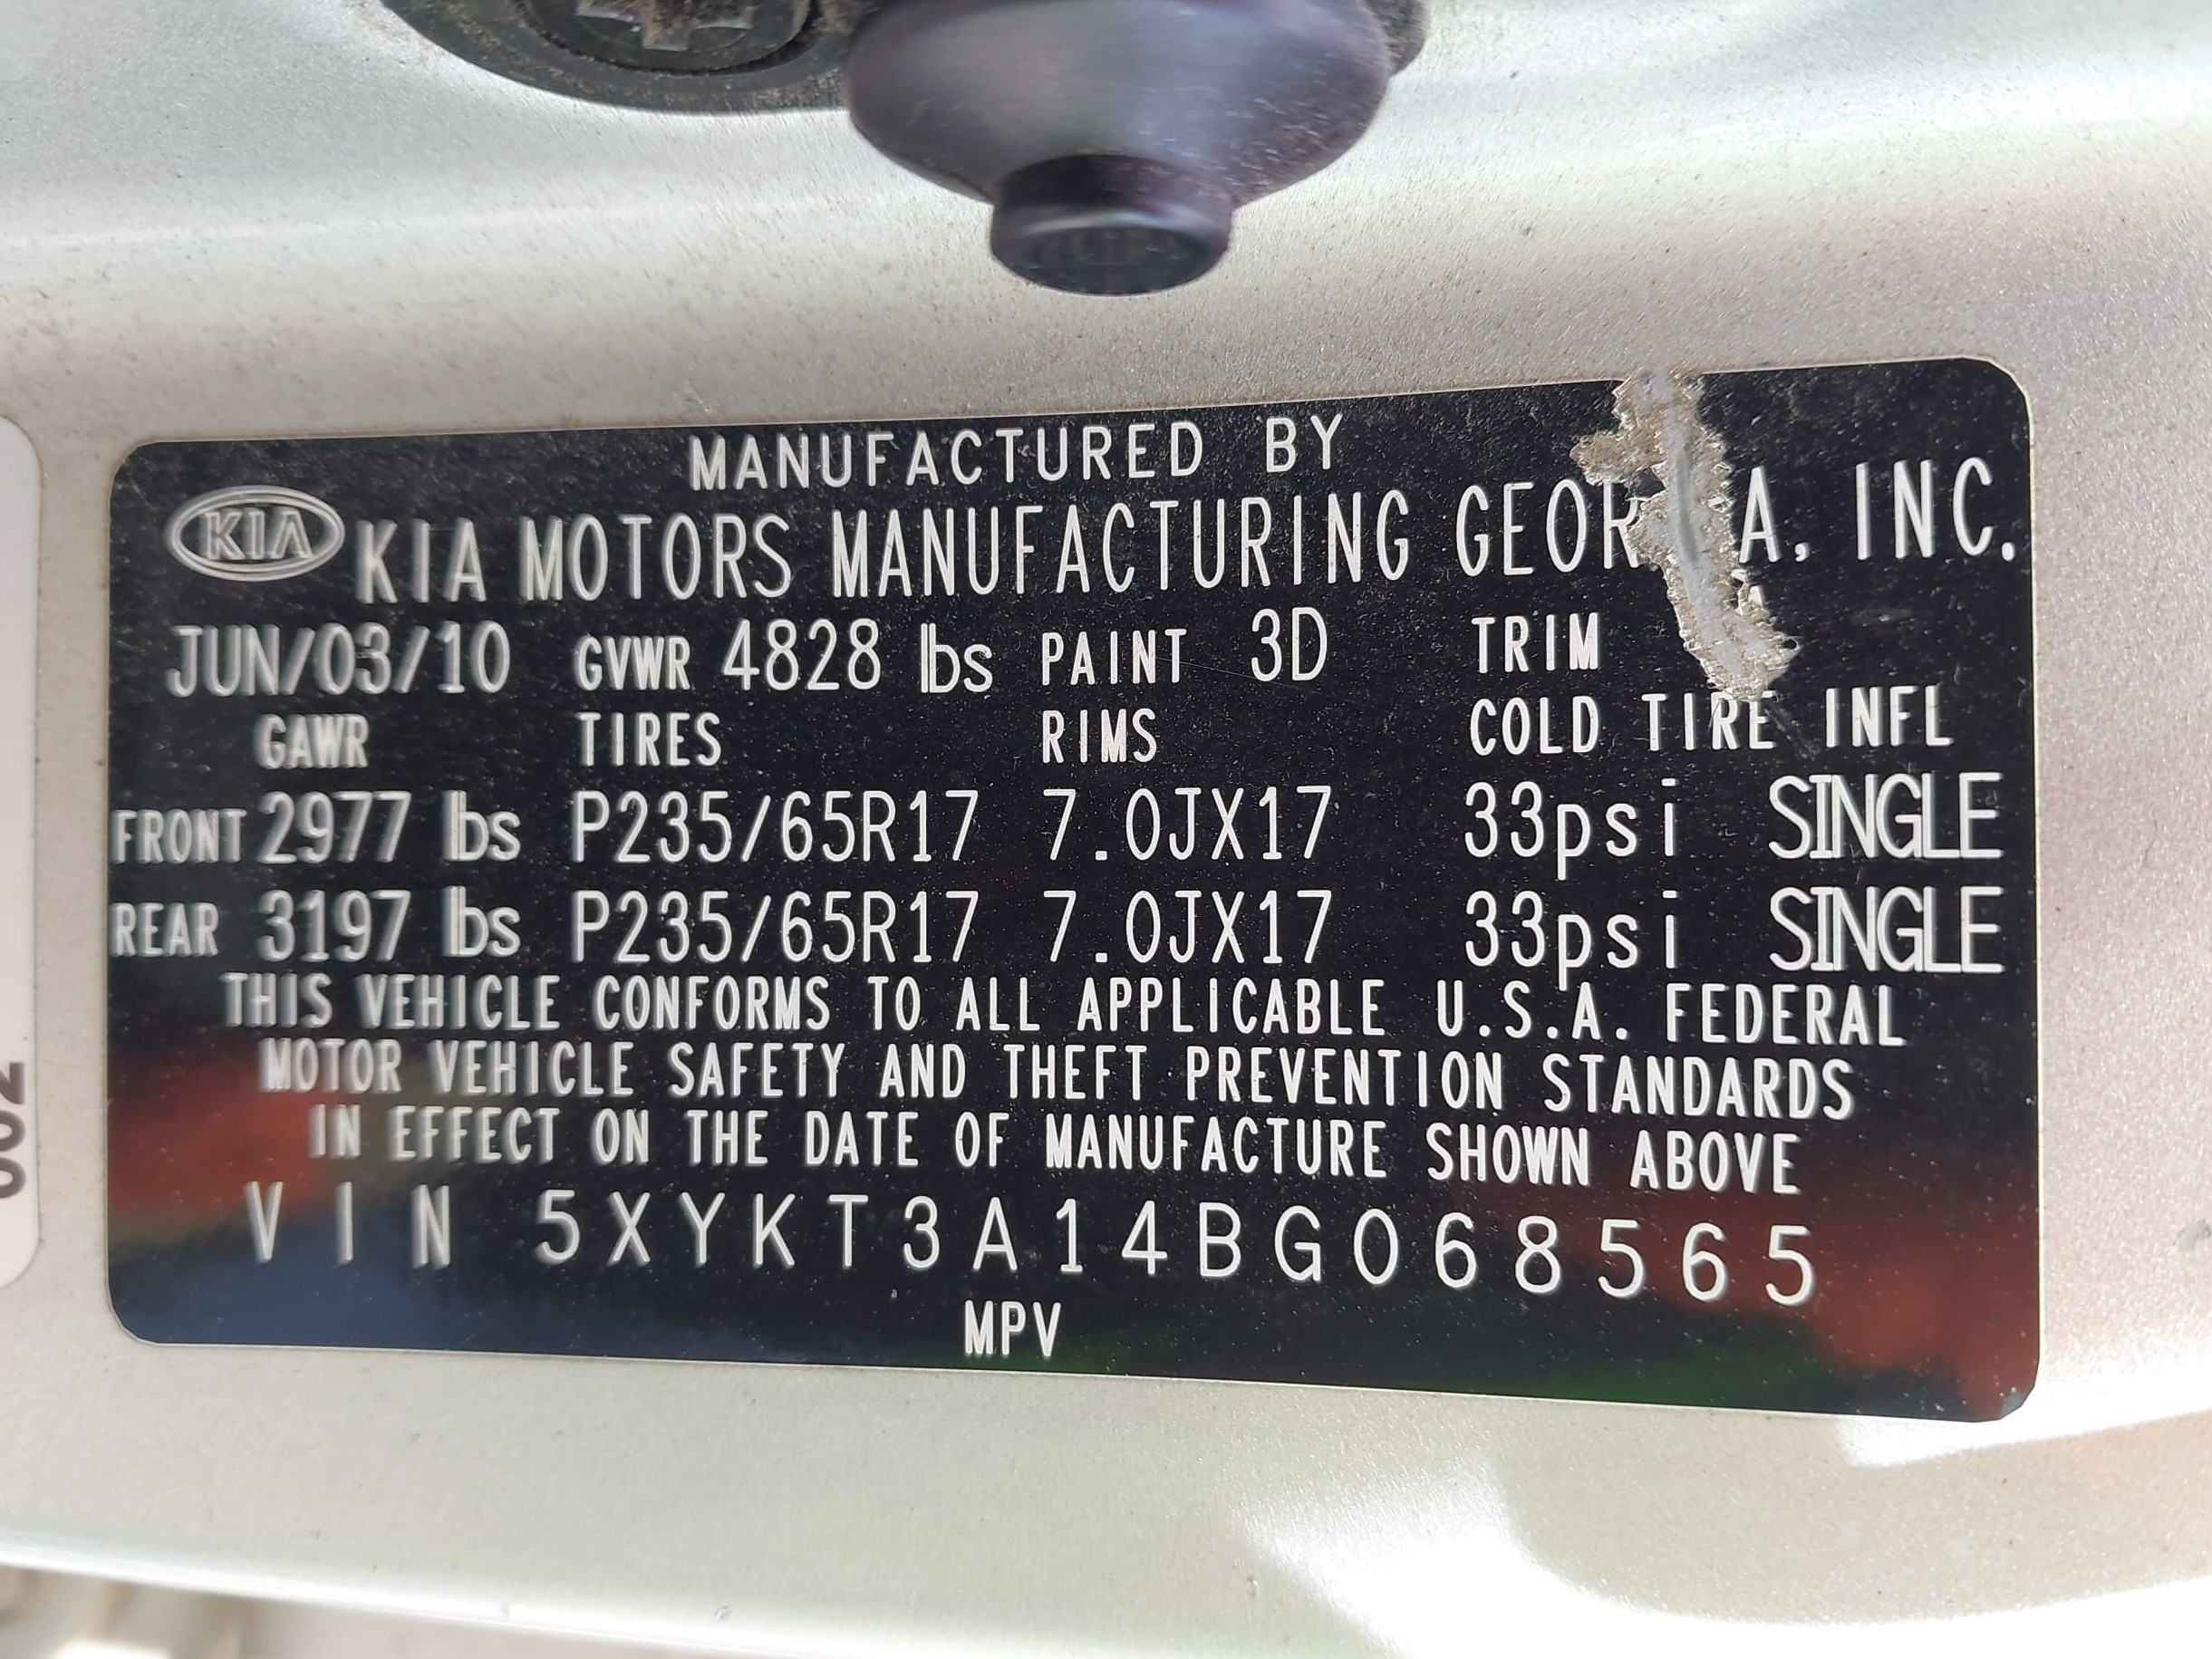 MANUFACTURED BY
KIA KIA MOTORS MANUFACTURING INC.
JUN/03/10 GVWR 4828 lbs PAINT 3D TRIM
GAWR TIRES RIMS COLD TIRE INFL
FRONT 2977 lbs P235/65R17 7.0JX17 33psi SINGLE
REAR 3197 lbs P235/65R17 7.0JX17 33psi SINGLE
THIS VEHICLE CONFORMS TO ALL APPLICABLE U.S.A. FEDERAL
MOTOR VEHICLE SAFETY AND THEFT PREVENTION STANDARDS
IN EFFECT ON THE DATE OF MANUFACTURE SHOWN ABOVE
VIN 5XYKT3A14BG068565
MPV